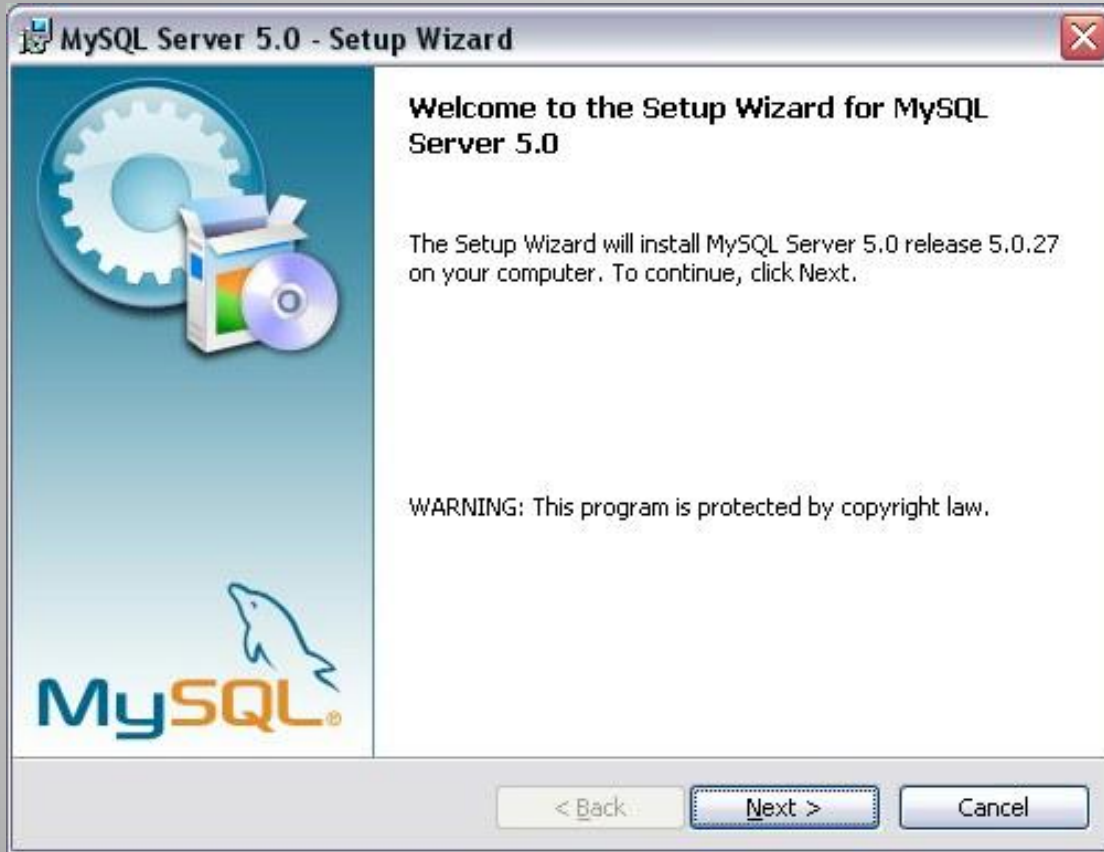 MySQL Server 5.0 - Setup Wizard
Welcome to the Setup Wizard for MySQL
Server 5.0
The Setup Wizard will install MySQL Server 5.0 release 5.0.27
on your computer. To continue, click Next.
WARNING: This program is protected by copyright law.
MySQL®
< Back
Next >
Cancel